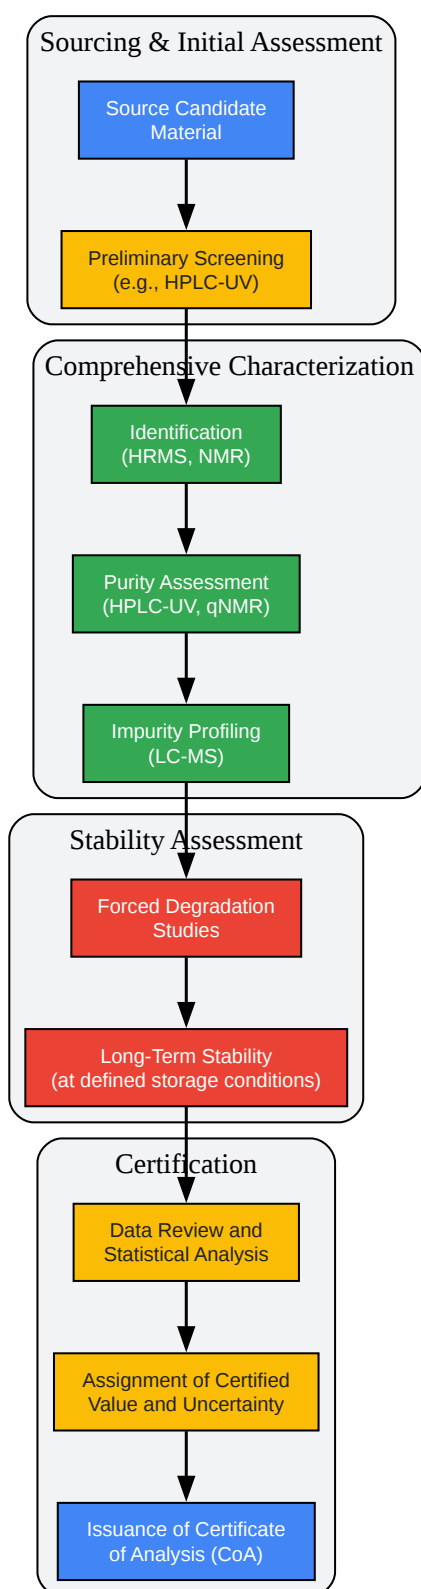 Sourcing & Initial Assessment
Source Candidate
Material
Preliminary Screening
(e.g., HPLC-UV)
Comprehensive Characterization
Identification
(HRMS, NMR)
Purity Assessment
(HPLC-UV, qNMR)
Impurity Profiling
(LC-MS)
Stability Assessment
Forced Degradation
Studies
Long-Term Stability
(at defined storage conditions)
Certification
Data Review and
Statistical Analysis
Assignment of Certified
Value and Uncertainty
Issuance of Certificate
of Analysis (CoA)